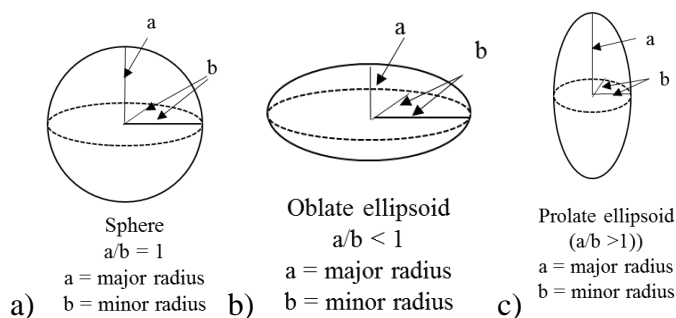 a
b
Sphere
a/b = 1
a = major radius
b = minor radius
a)
a
b
Oblate ellipsoid
a/b < 1
a = major radius
b = minor radius
b)
a
b
Prolate ellipsoid
(a/b >1))
a = major radius
b = minor radius
c)